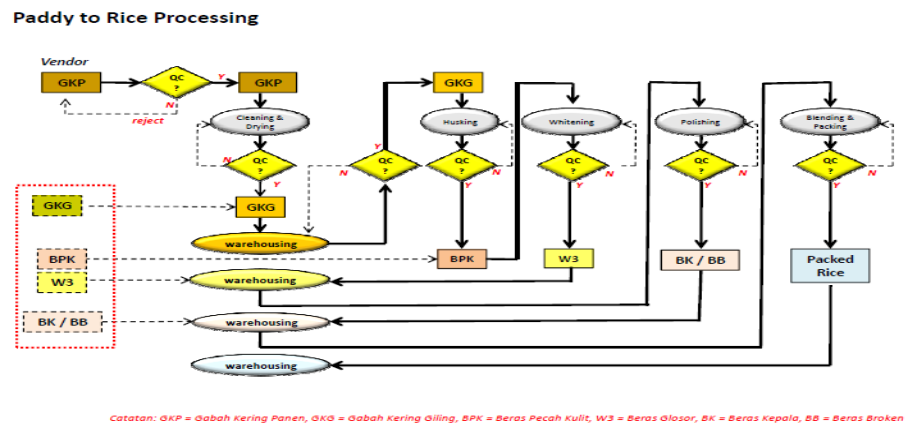 Paddy to Rice Processing
Vendor
GKP
QC
?
Y
N
reject
GKP
Cleaning &
Drying
QC
?
N
Y
GKG
warehousing
QC
?
Y
N
GKG
Husking
QC
?
N
Y
BPK
Whitening
QC
?
N
Y
W3
Polishing
QC
?
N
Y
BK / BB
Blending &
Packing
QC
?
N
Y
Packed
Rice
GKG
BPK
W3
BK / BB
warehousing
warehousing
warehousing
Catatan: GKP = Gabah Kering Panen, GKG = Gabah Kering Giling, BPK = Beras Pecah Kulit, W3 = Beras Glosor, BK = Beras Kepala, BB = Beras Broken